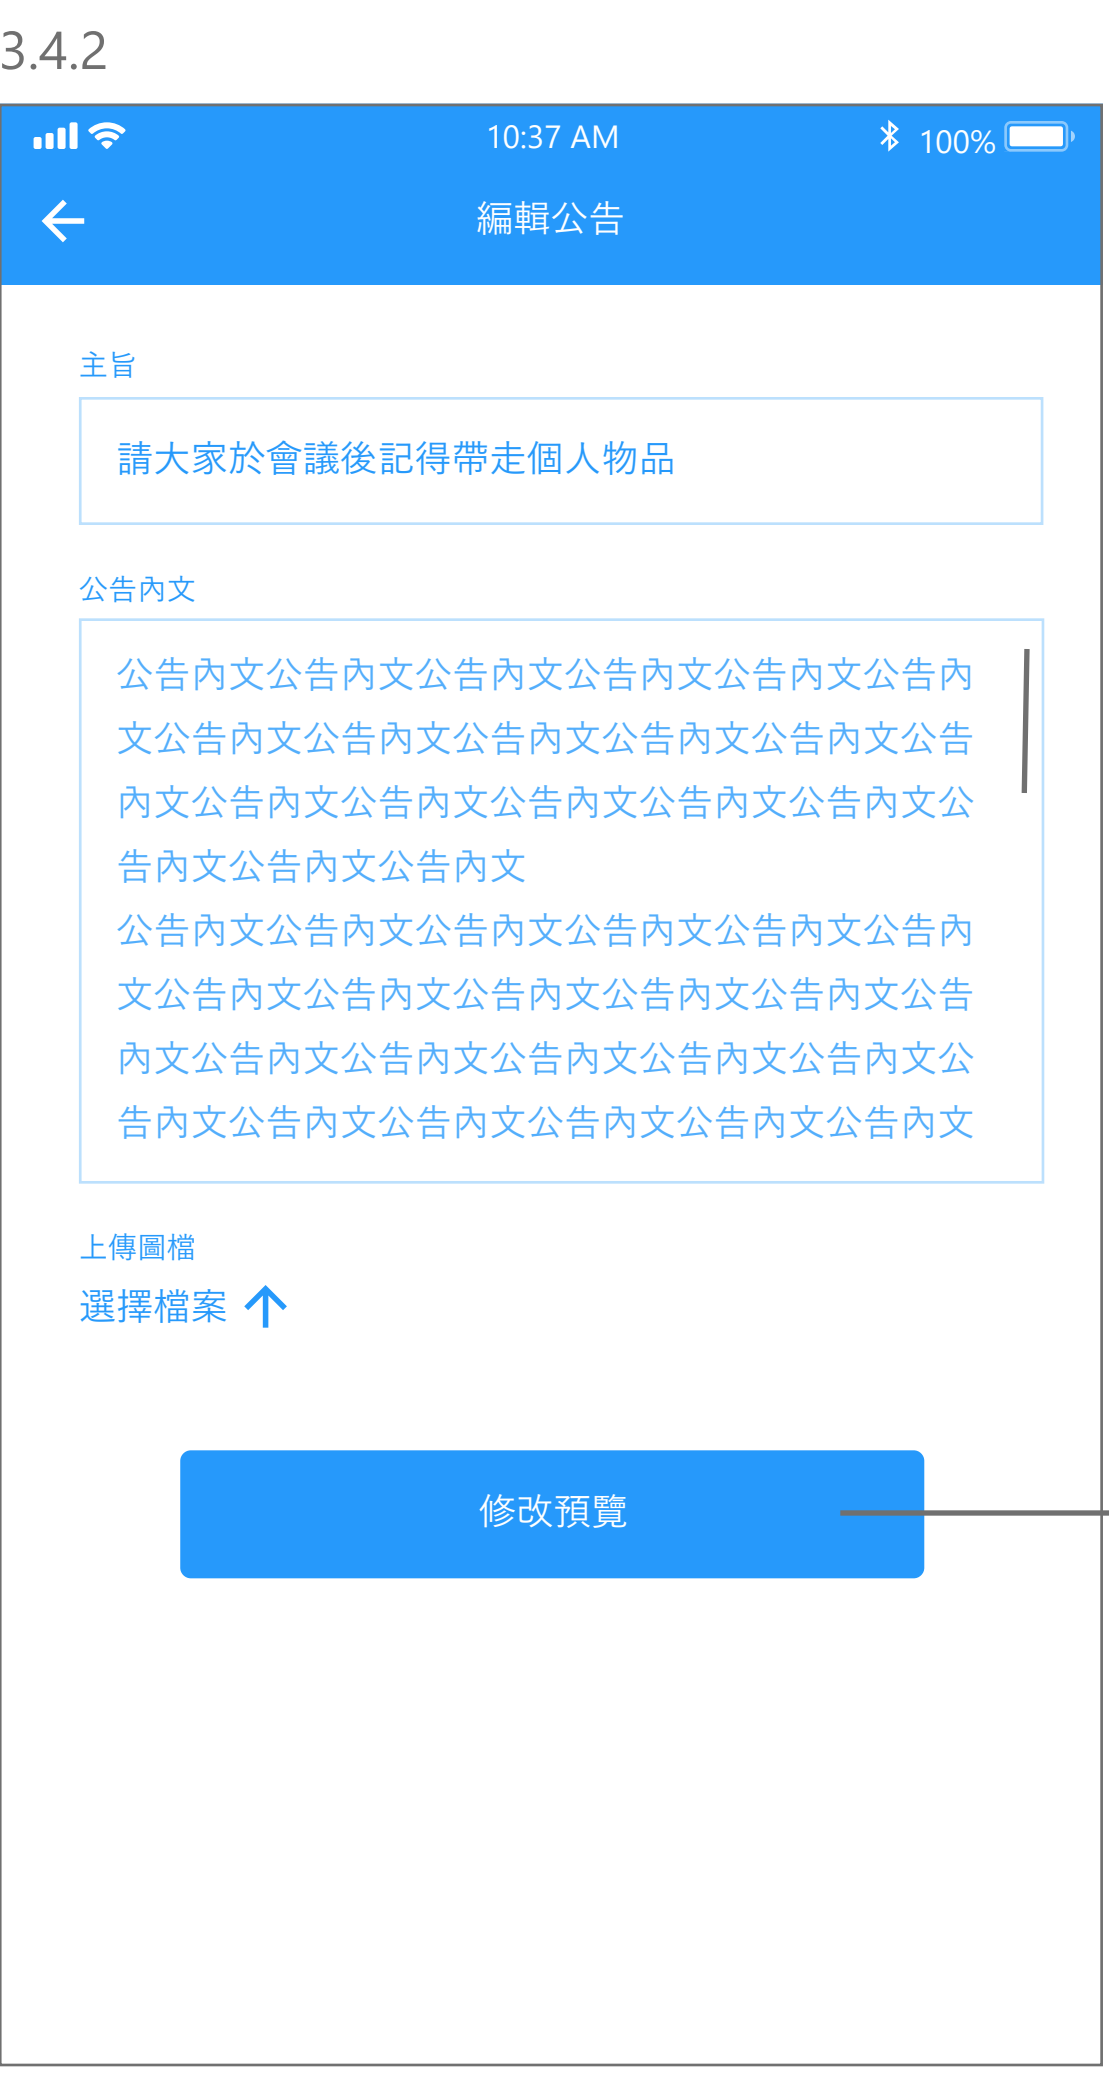 3.4.2
10:37 AM
100%
編輯公告
主旨
請大家於會議後記得帶走個人物品
公告內文
公告內文公告內文公告內文公告內文公告內文公告內
文公告內文公告內文公告內文公告內文公告內文公告
內文公告內文公告內文公告內文公告內文公告內文公
告內文公告內文公告內文
公告內文公告內文公告內文公告內文公告內文公告內
文公告內文公告內文公告內文公告內文公告內文公告
內文公告內文公告內文公告內文公告內文公告內文公
告內文公告內文公告內文公告內文公告內文公告內文
上傳圖檔
選擇檔案
修改預覽